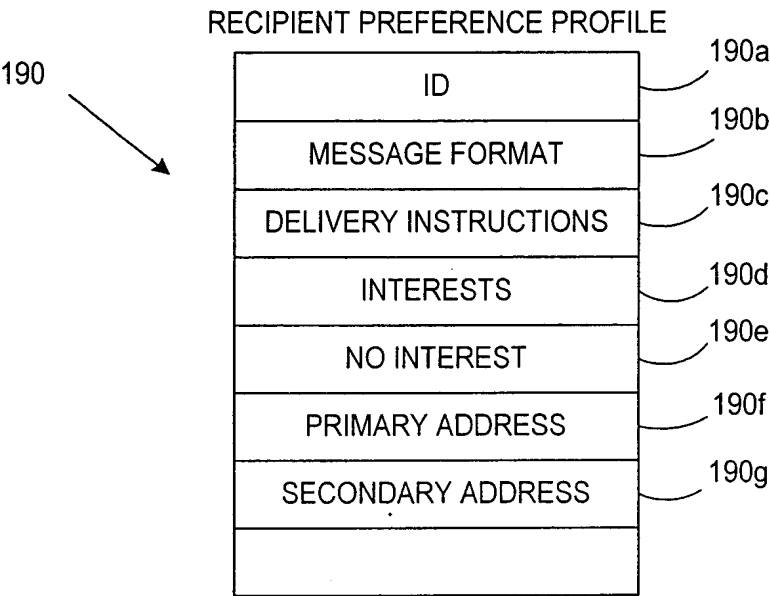 RECIPIENT PREFERENCE PROFILE
190
ID
190a
MESSAGE FORMAT
190b
DELIVERY INSTRUCTIONS
190c
INTERESTS
190d
NO INTEREST
190e
PRIMARY ADDRESS
190f
SECONDARY ADDRESS
190g